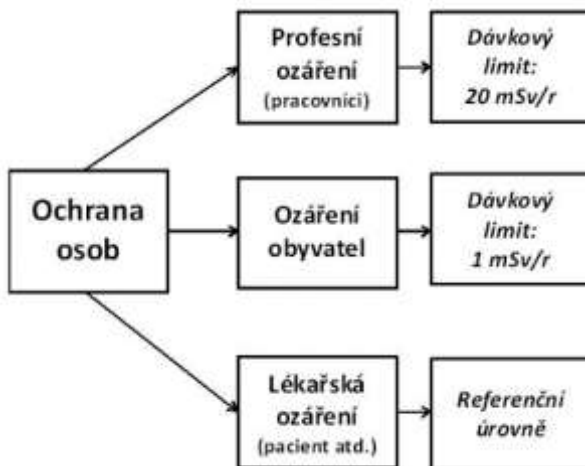 Profesní
ozáření
(pracovníci)
Dávkový
limit:
20 mSv/r
Ochrana
osob
Ozáření
obyvatel
Dávkový
limit:
1 mSv/r
Lékařská
ozáření
(pacient atd.)
Referenční
úrovně